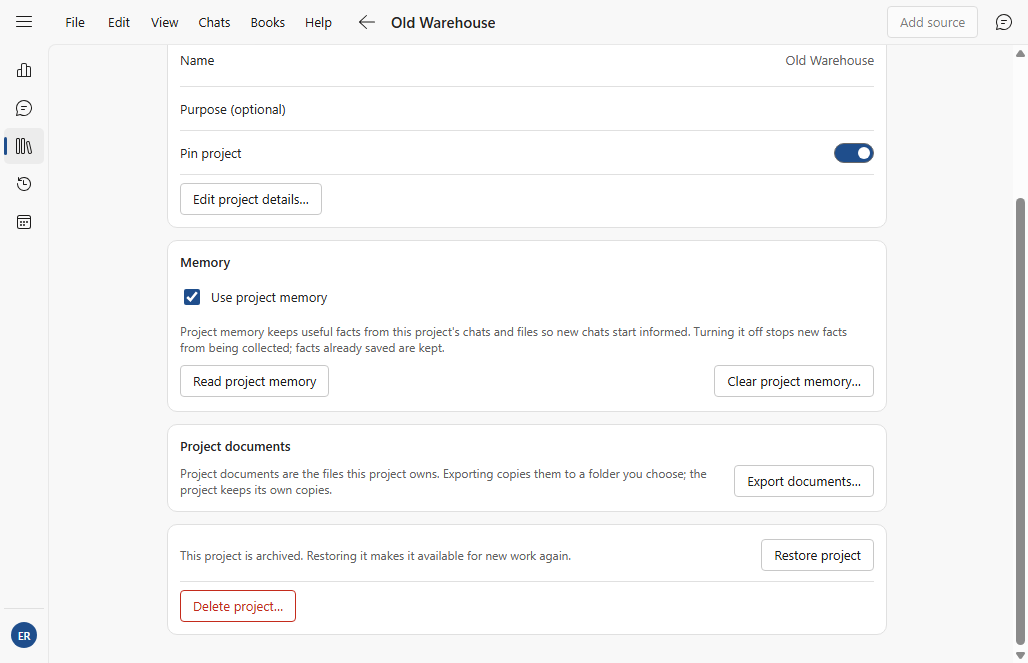 File Edit View Chats Books Help Old Warehouse Add source
Name Old Warehouse
Purpose (optional)
Pin project
Edit project details...
Memory
Use project memory
Project memory keeps useful facts from this project's chats and files so new chats start informed. Turning it off stops new facts
from being collected; facts already saved are kept.
Read project memory Clear project memory...
Project documents
Project documents are the files this project owns. Exporting copies them to a folder you choose; the
project keeps its own copies.
Export documents...
This project is archived. Restoring it makes it available for new work again.
Restore project
Delete project...
ER